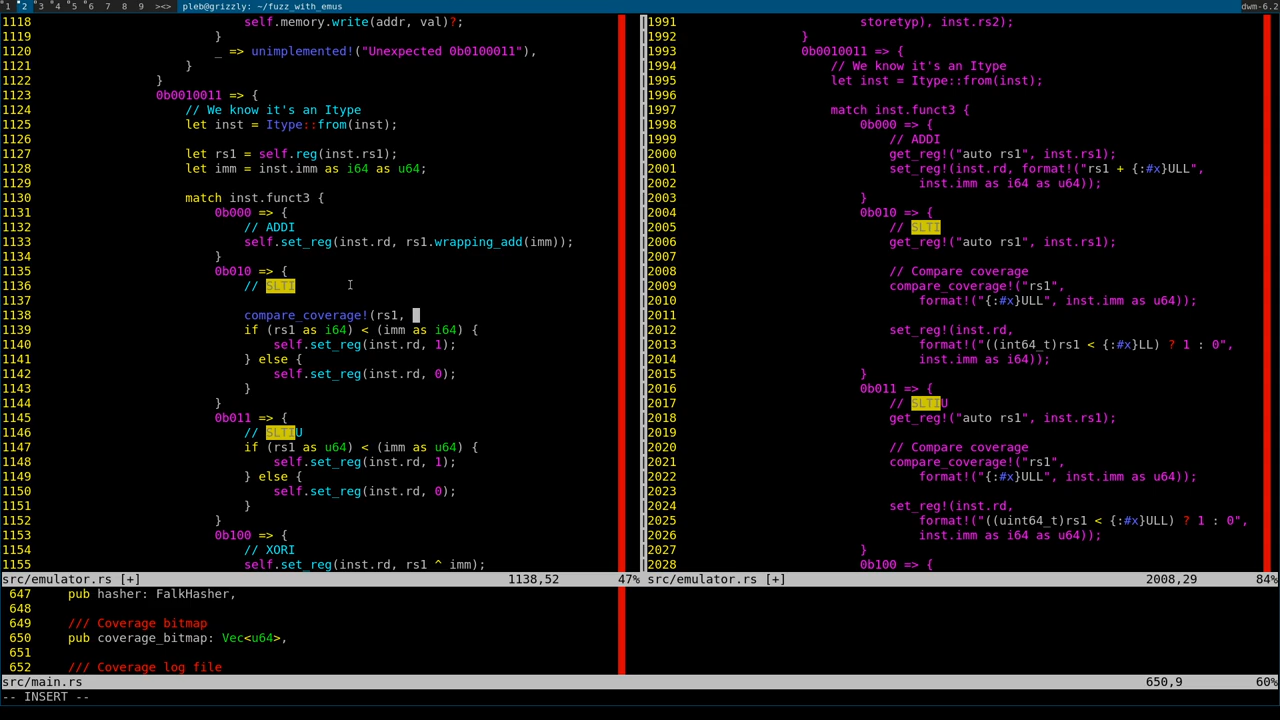 1 2 3 4 5 6 7 8 9 ><> pleb@grizzly: ~/fuzz_with_emus dwm-6.2
1118 self.memory.write(addr, val)?;
1119 }
1120 _ => unimplemented!("Unexpected 0b0100011"),
1121 }
1122 }
1123 0b0010011 => {
1124 // We know it's an Itype
1125 let inst = Itype::from(inst);
1126
1127 let rs1 = self.reg(inst.rs1);
1128 let imm = inst.imm as i64 as u64;
1129
1130 match inst.funct3 {
1131 0b000 => {
1132 // ADDI
1133 self.set_reg(inst.rd, rs1.wrapping_add(imm));
1134 }
1135 0b010 => {
1136 // SLTI
1137
1138 compare_coverage!(rs1,
1139 if (rs1 as i64) < (imm as i64) {
1140 self.set_reg(inst.rd, 1);
1141 } else {
1142 self.set_reg(inst.rd, 0);
1143 }
1144 }
1145 0b011 => {
1146 // SLTIU
1147 if (rs1 as u64) < (imm as u64) {
1148 self.set_reg(inst.rd, 1);
1149 } else {
1150 self.set_reg(inst.rd, 0);
1151 }
1152 }
1153 0b100 => {
1154 // XORI
1155 self.set_reg(inst.rd, rs1 ^ imm);
src/emulator.rs [+] 1138,52 47%
1991 storetyp), inst.rs2);
1992 }
1993 0b0010011 => {
1994 // We know it's an Itype
1995 let inst = Itype::from(inst);
1996
1997 match inst.funct3 {
1998 0b000 => {
1999 // ADDI
2000 get_reg!("auto rs1", inst.rs1);
2001 set_reg!(inst.rd, format!("rs1 + {:#x}ULL",
2002 inst.imm as i64 as u64));
2003 }
2004 0b010 => {
2005 // SLTI
2006 get_reg!("auto rs1", inst.rs1);
2007
2008 // Compare coverage
2009 compare_coverage!("rs1",
2010 format!("{:#x}ULL", inst.imm as u64));
2011
2012 set_reg!(inst.rd,
2013 format!("((int64_t)rs1 < {:#x}LL) ? 1 : 0",
2014 inst.imm as i64));
2015 }
2016 0b011 => {
2017 // SLTIU
2018 get_reg!("auto rs1", inst.rs1);
2019
2020 // Compare coverage
2021 compare_coverage!("rs1",
2022 format!("{:#x}ULL", inst.imm as u64));
2023
2024 set_reg!(inst.rd,
2025 format!("((uint64_t)rs1 < {:#x}ULL) ? 1 : 0",
2026 inst.imm as i64 as u64));
2027 }
2028 0b100 => {
src/emulator.rs [+] 2008,29 84%
647 pub hasher: FalkHasher,
648
649 /// Coverage bitmap
650 pub coverage_bitmap: Vec<u64>,
651
652 /// Coverage log file
src/main.rs 650,9 60%
-- INSERT --